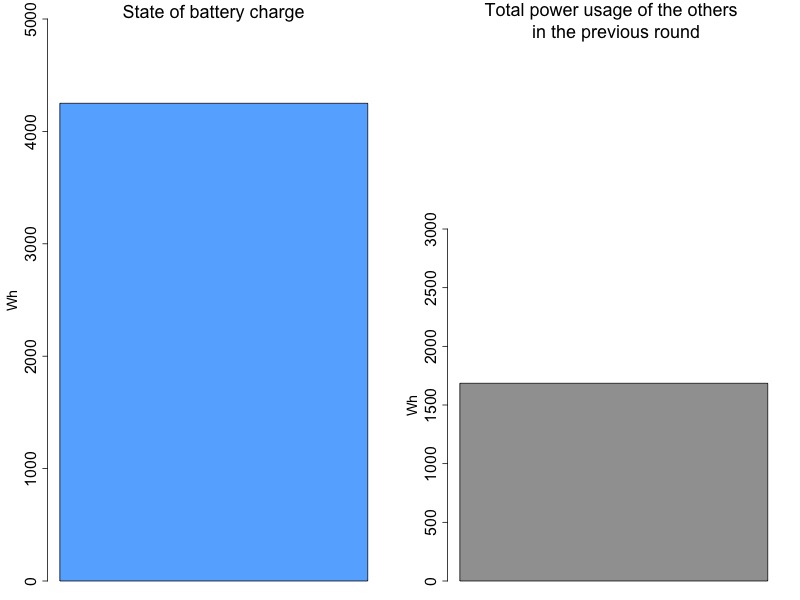 State of battery charge
5000
4000
3000
2000
1000
0
Wh
Total power usage of the others
in the previous round
3000
2500
2000
1500
1000
500
0
Wh